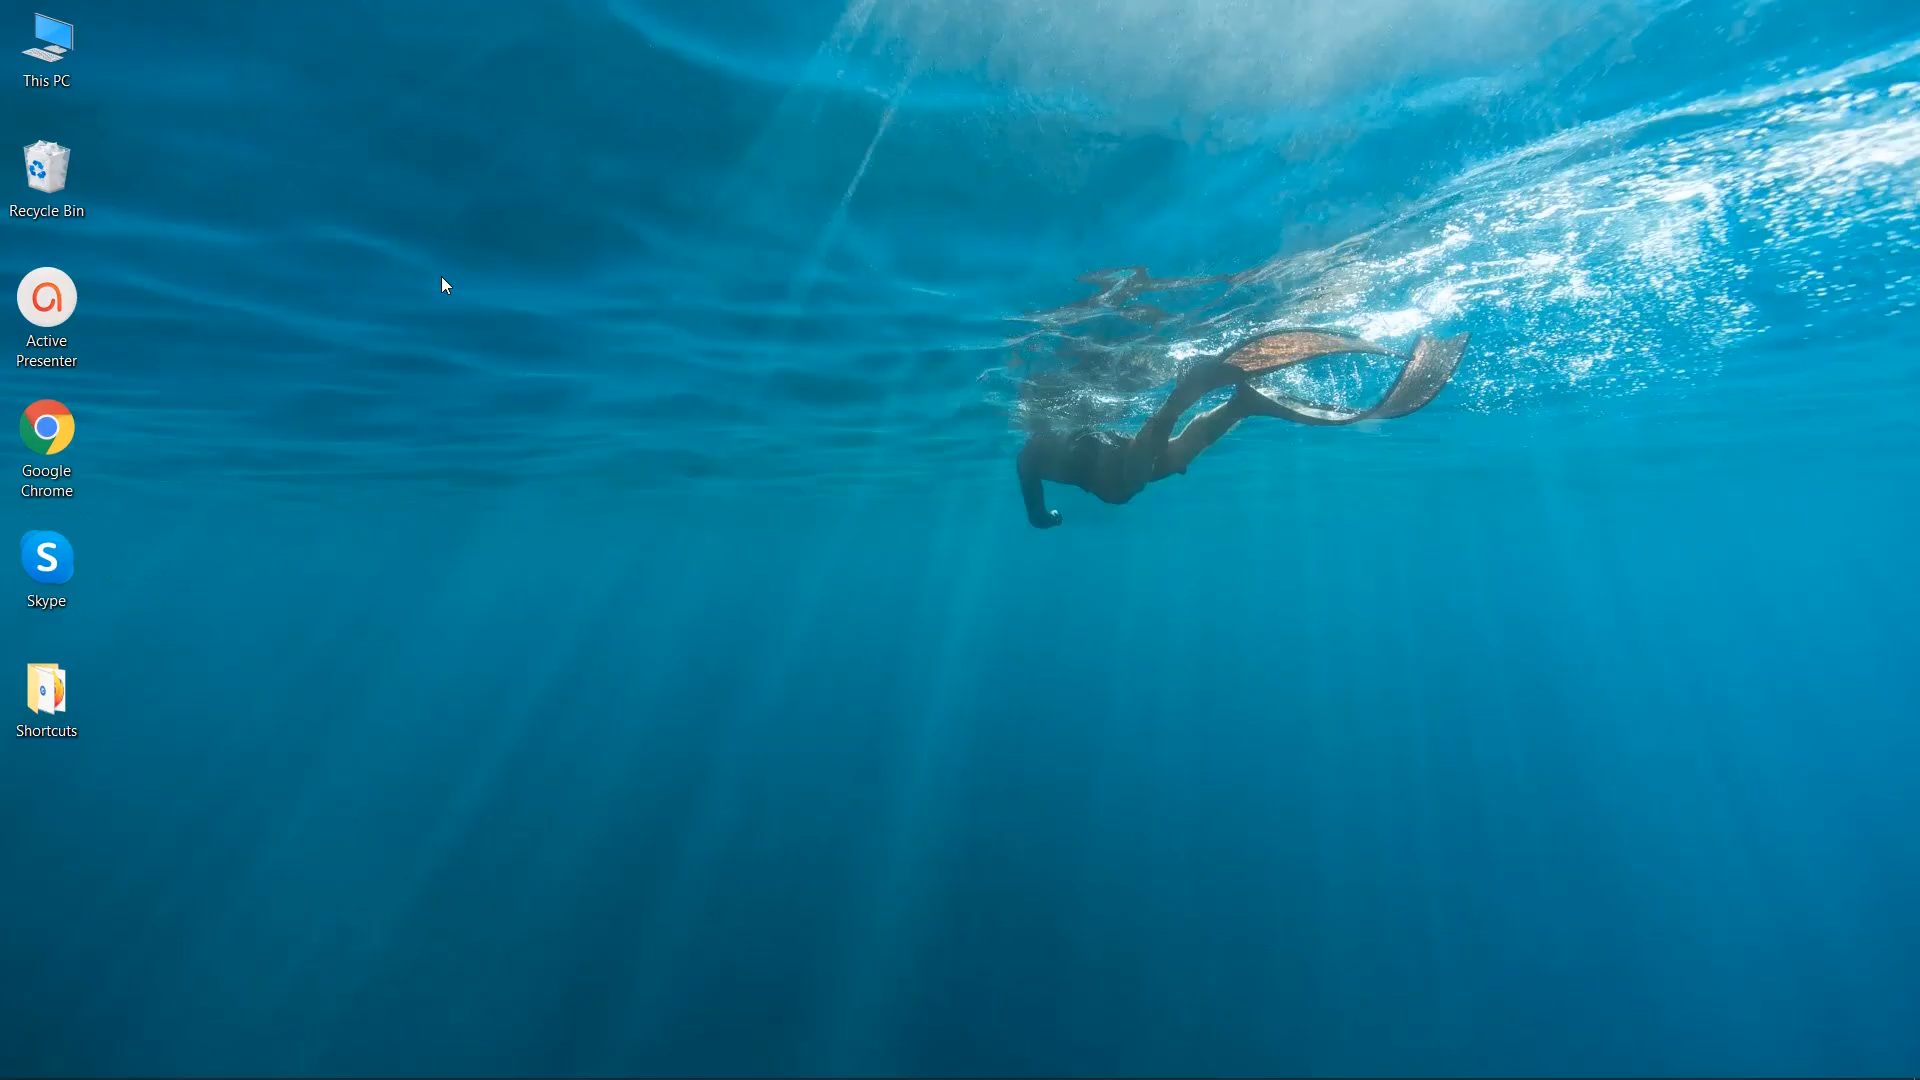 This PC
Recycle Bin
Active
Presenter
Google
Chrome
S
Skype
Shortcuts